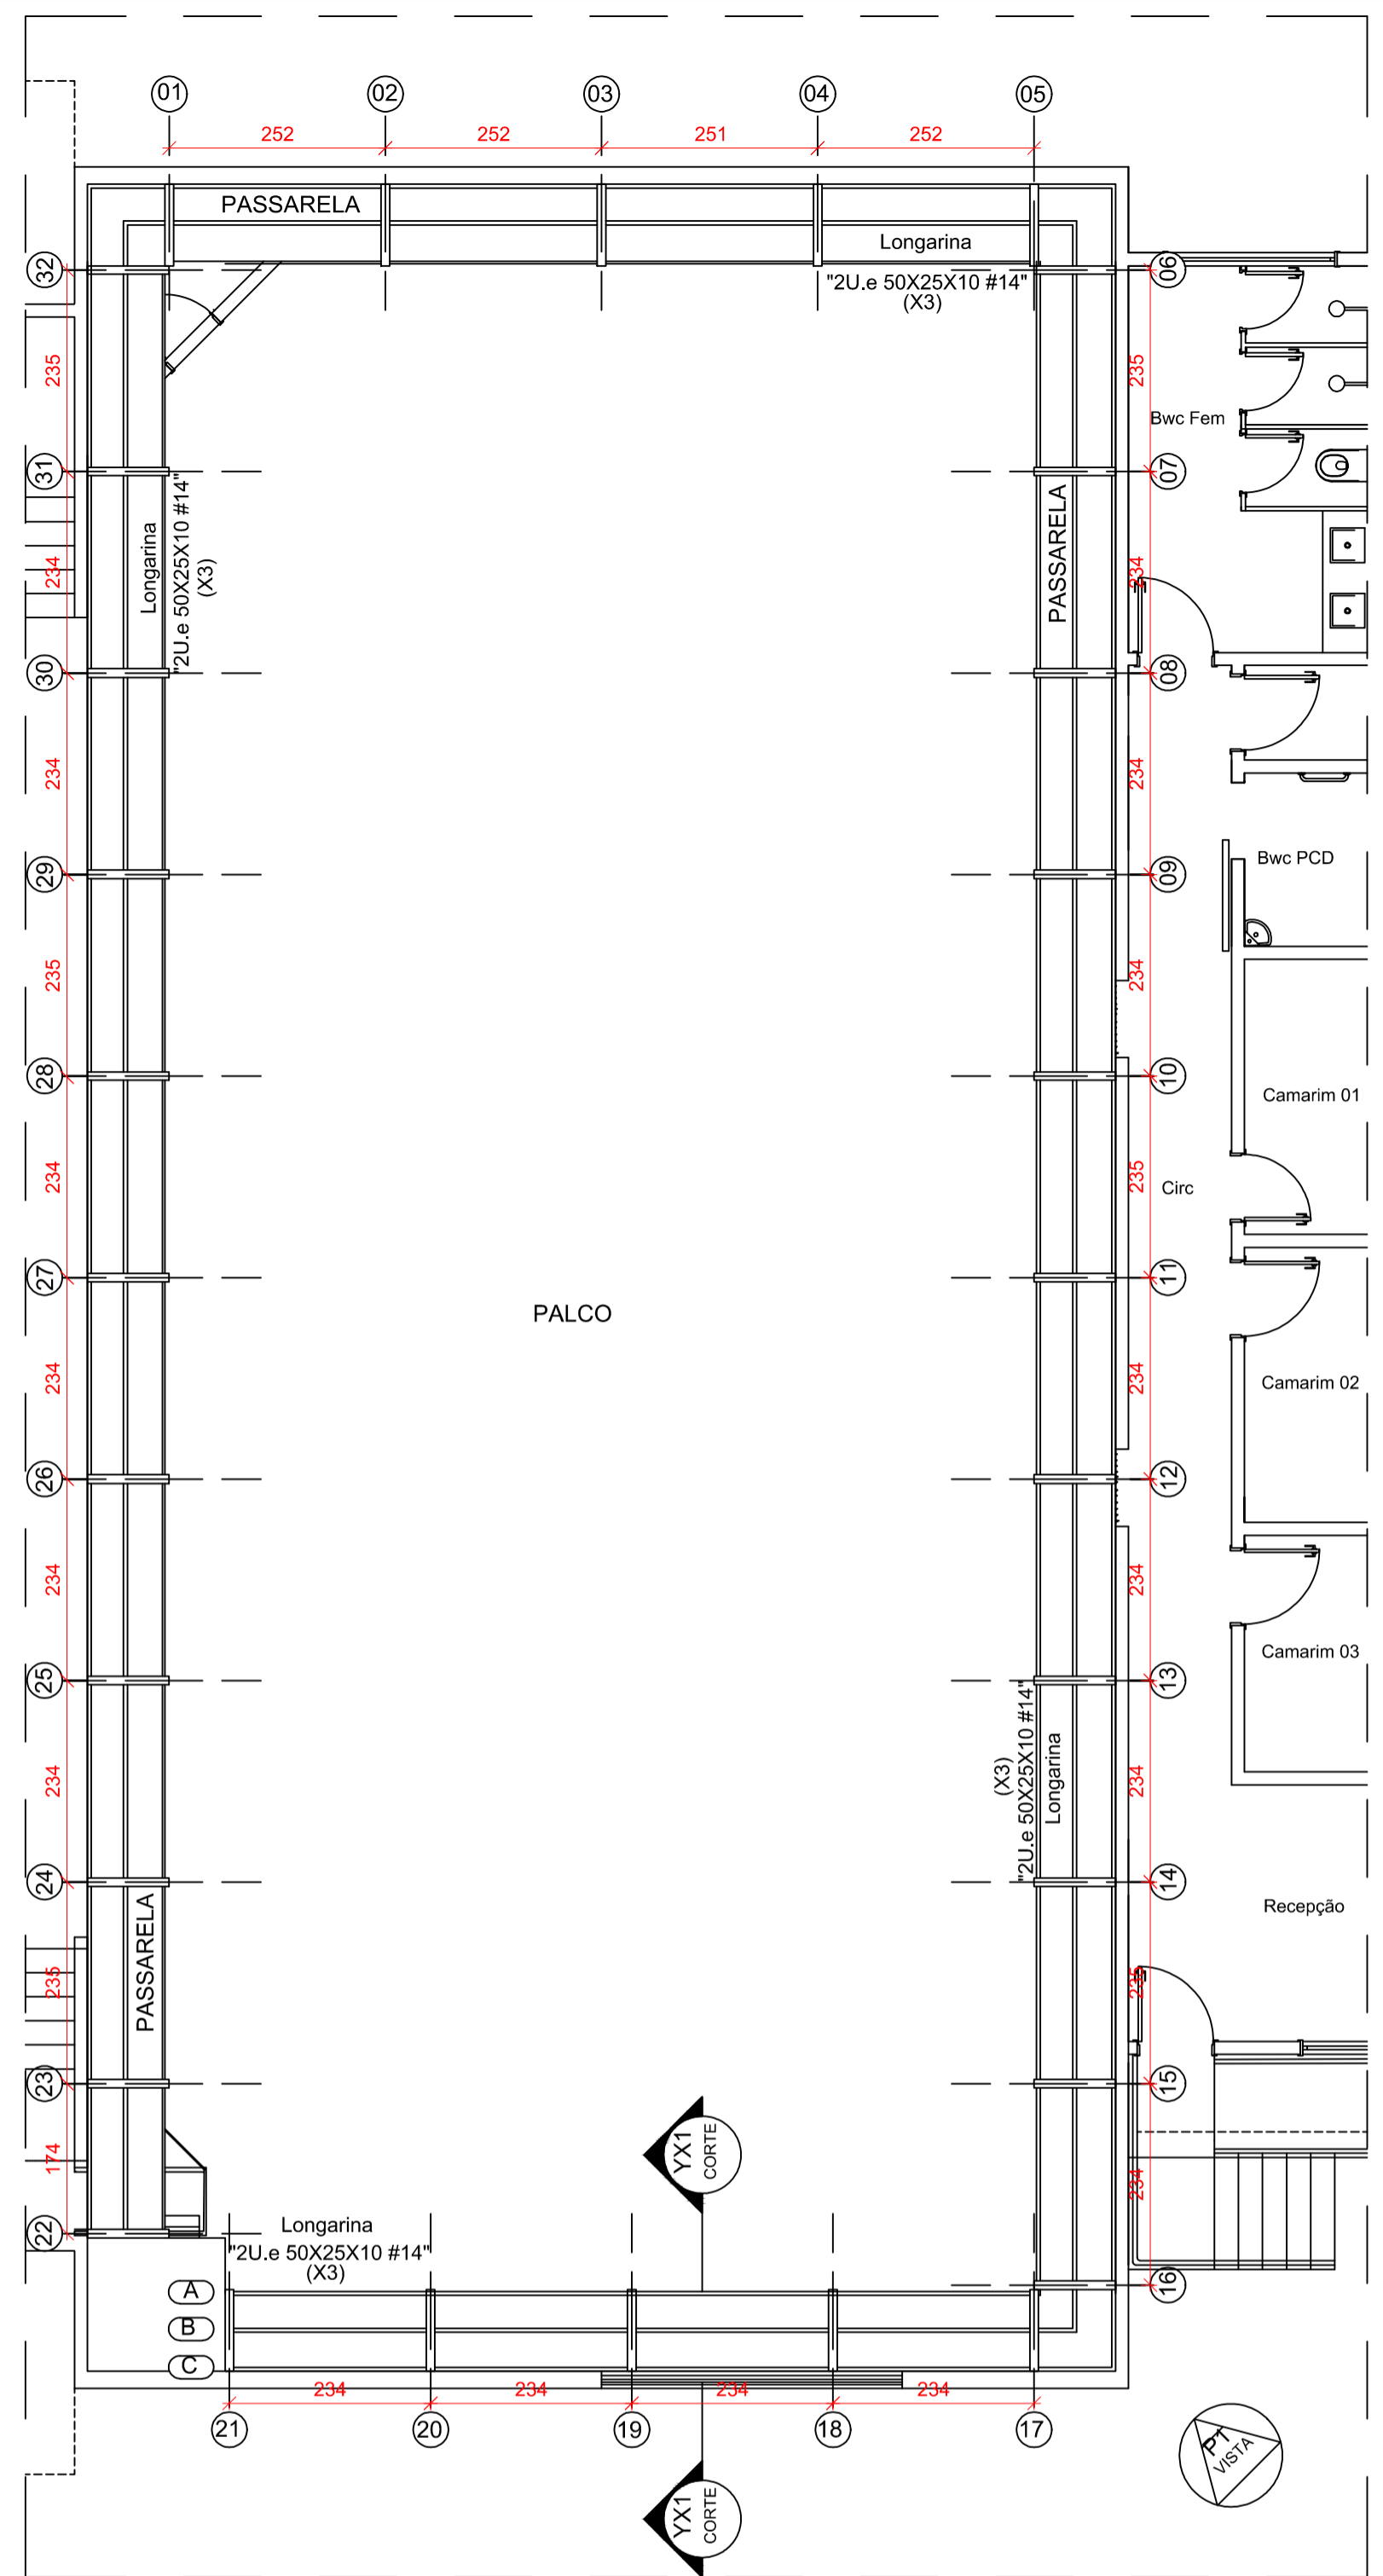 01
02
03
04
05
252
252
251
252
PASSARELA
Longarina
"2U.e 50X25X10 #14"
(X3)
32
06
235
235
Bwc Fem
31
07
Longarina
"2U.e 50X25X10 #14"
(X3)
PASSARELA
234
234
30
08
234
234
Bwc PCD
29
09
235
234
28
10
Camarim 01
234
235
Circ
27
11
PALCO
234
234
Camarim 02
26
12
234
234
Camarim 03
25
13
(X3)
"2U.e 50X25X10 #14"
Longarina
234
234
24
14
Recepção
PASSARELA
235
235
23
15
YX1
CORTE
174
234
22
Longarina
"2U.e 50X25X10 #14"
(X3)
16
A
B
C
234
234
234
234
21
20
19
18
17
P1
VISTA
YX1
CORTE